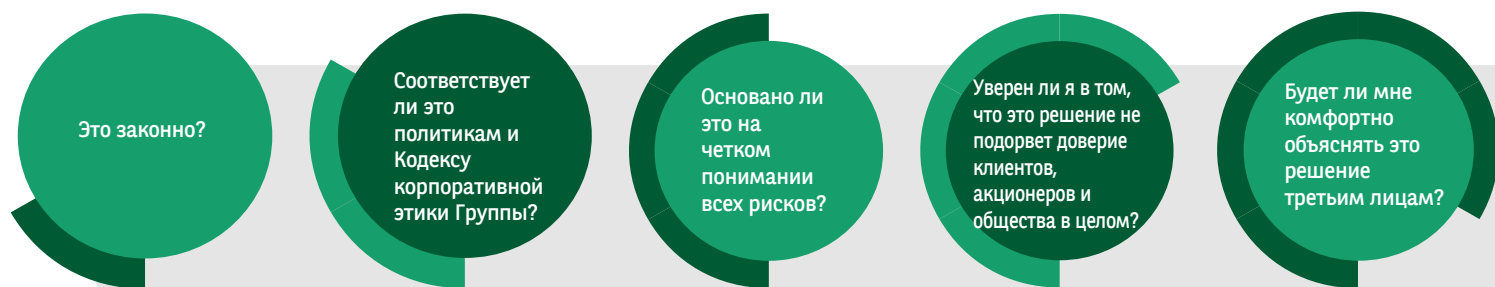 Это законно?
Соответствует
ли это
политикам и
Кодексу
корпоративной
этики Группы?
Основано ли
это на
четком
понимании
всех рисков?
Уверен ли я в том,
что это решение не
подорвет доверие
клиентов,
акционеров и
общества в целом?
Будет ли мне
комфортно
объяснять это
решение
третьим лицам?